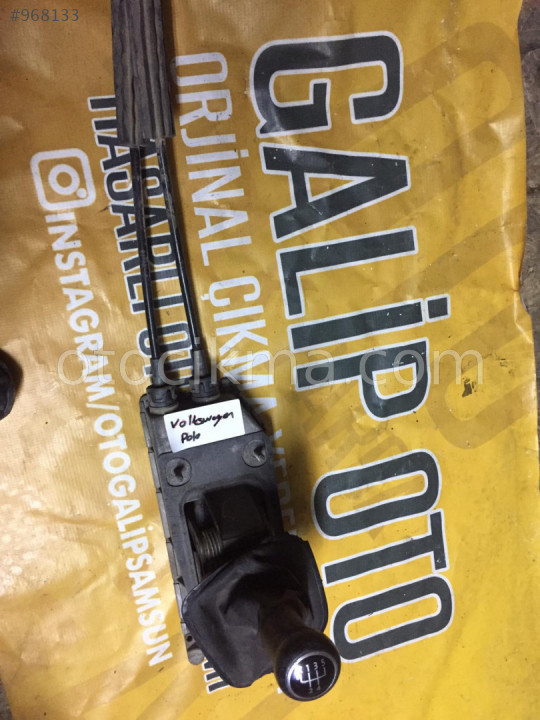 #968133
GALİP OTO
ORJİNAL ÇIKMA
HASARLI
INSTAGRAM/OTOGALIPSAMSUN
otocikma.com
Volkswagen
Polo